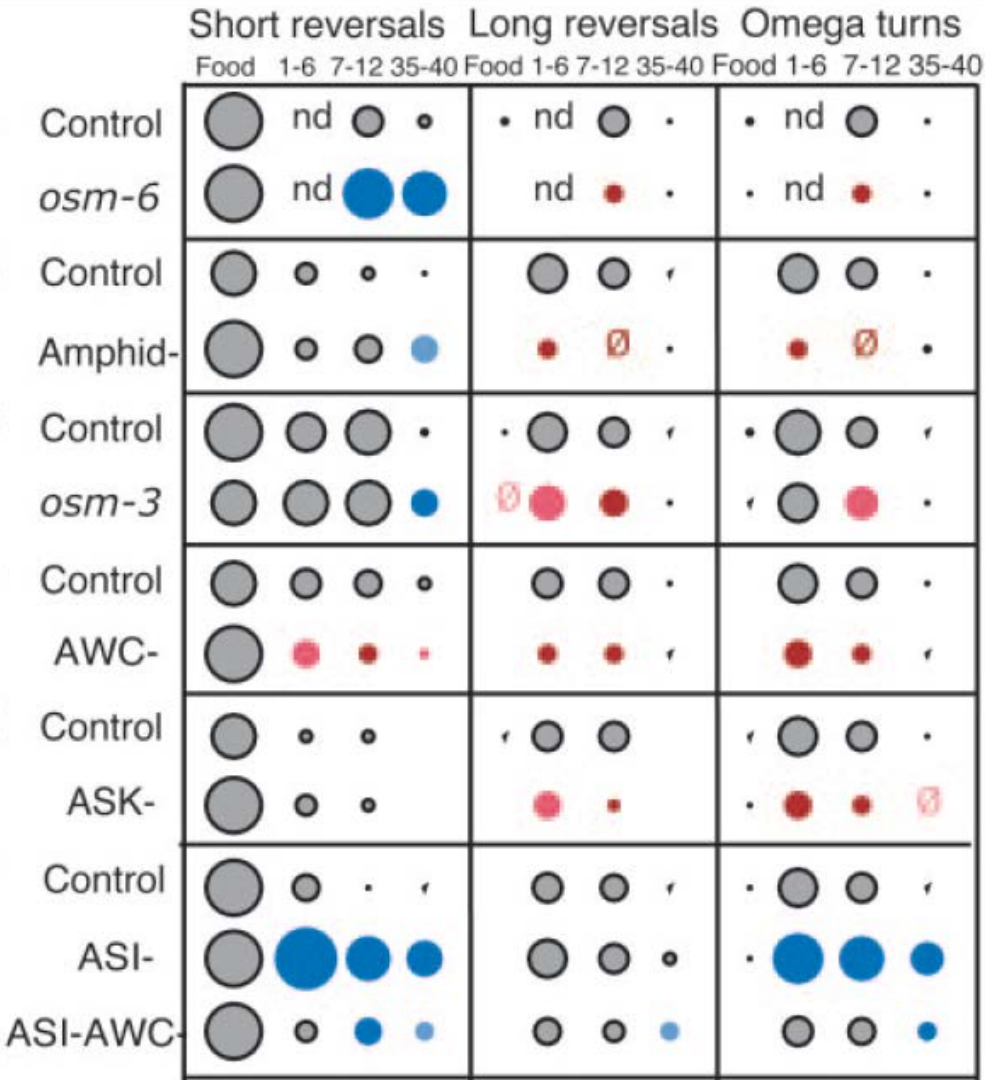 Short reversals Long reversals Omega turns
Food 1-6 7-12 35-40 Food 1-6 7-12 35-40 Food 1-6 7-12 35-40
Control nd nd nd
osm-6 nd nd nd
Control
Amphid- Ø Ø
Control
osm-3 Ø
Control
AWC-
Control
ASK- Ø
Control
ASI-
ASI-AWC-